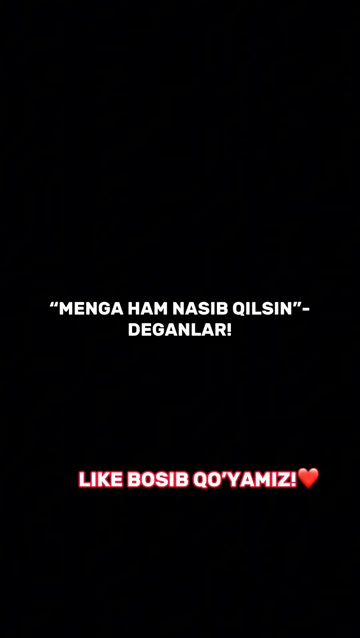 “MENGA HAM NASIB QILSIN”-
DEGANLAR!
LIKE BOSIB QO’YAMIZ!❤️